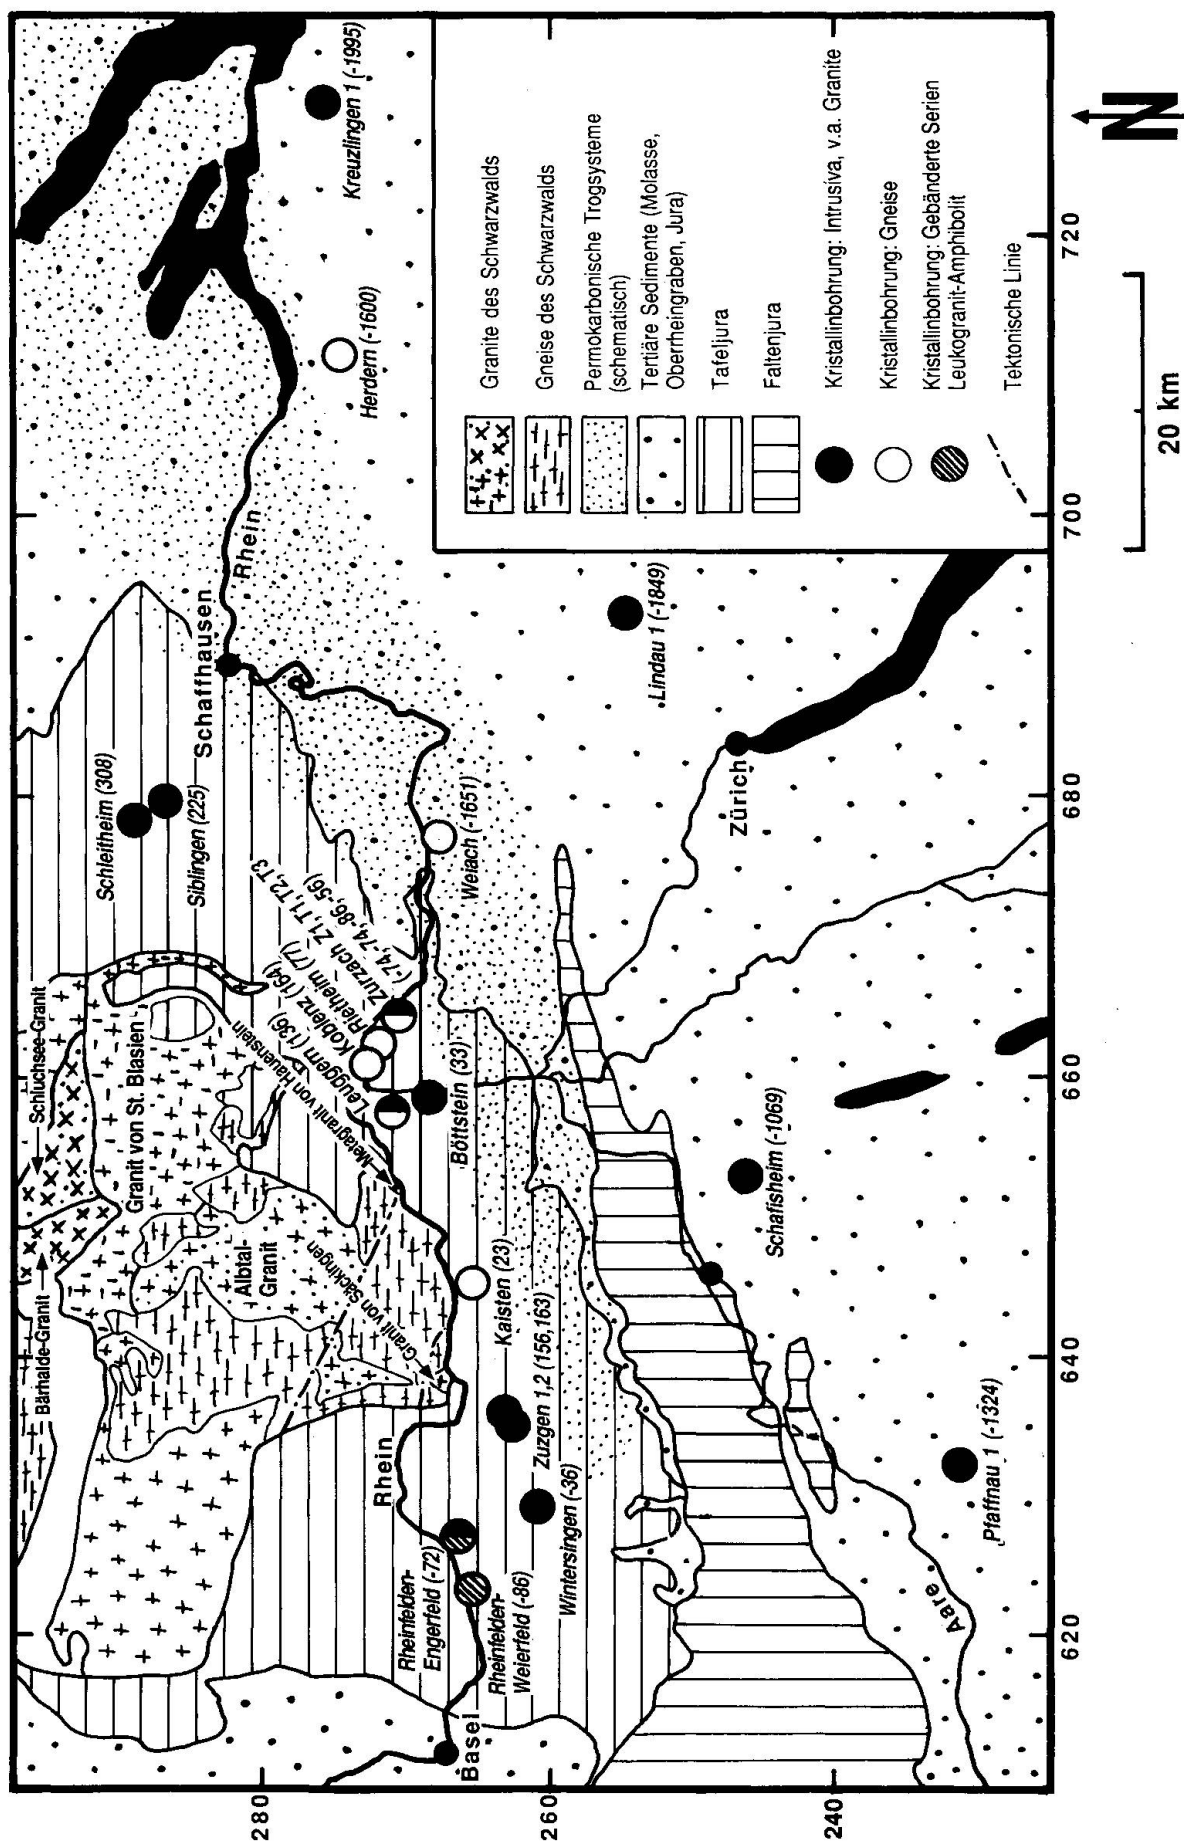 Schluchsee-Granit
Bärhalde-Granit
Granit von St. Blasien
Albtal-
Granit
Schleitheim (308)
Siblingen (225)
Schaffhausen
Rhein
Kreuzlingen 1 (-1995)
Herdern (-1600)
Zurzach Z1, T1, T2, T3
(-74, -74, -86, -56)
Rietheim (77)
Koblenz (164)
Leuggern (136)
Metagranit von Hauenstein
Granit von Säckingen
Weiach (-1651)
Böttstein (33)
Kaisten (23)
Zuzgen 1,2 (156,163)
Wintersingen (-36)
Rhein
Rheinfelden-
Engerfeld (-72)
Rheinfelden-
Weierfeld (-86)
Basel
Lindau 1 (-1849)
Zürich
Schafisheim (-1069)
Pfaffnau 1 (-1324)
Aare
280
260
240
620
640
660
680
700
720
Granite des Schwarzwalds
Gneise des Schwarzwalds
Permokarbonische Trogsysteme
(schematisch)
Tertiäre Sedimente (Molasse,
Oberrheingraben, Jura)
Tafeljura
Faltenjura
Kristallinbohrung: Intrusiva, v.a. Granite
Kristallinbohrung: Gneise
Kristallinbohrung: Gebänderte Serien
Leukogranit-Amphibolit
Tektonische Linie
20 km
N